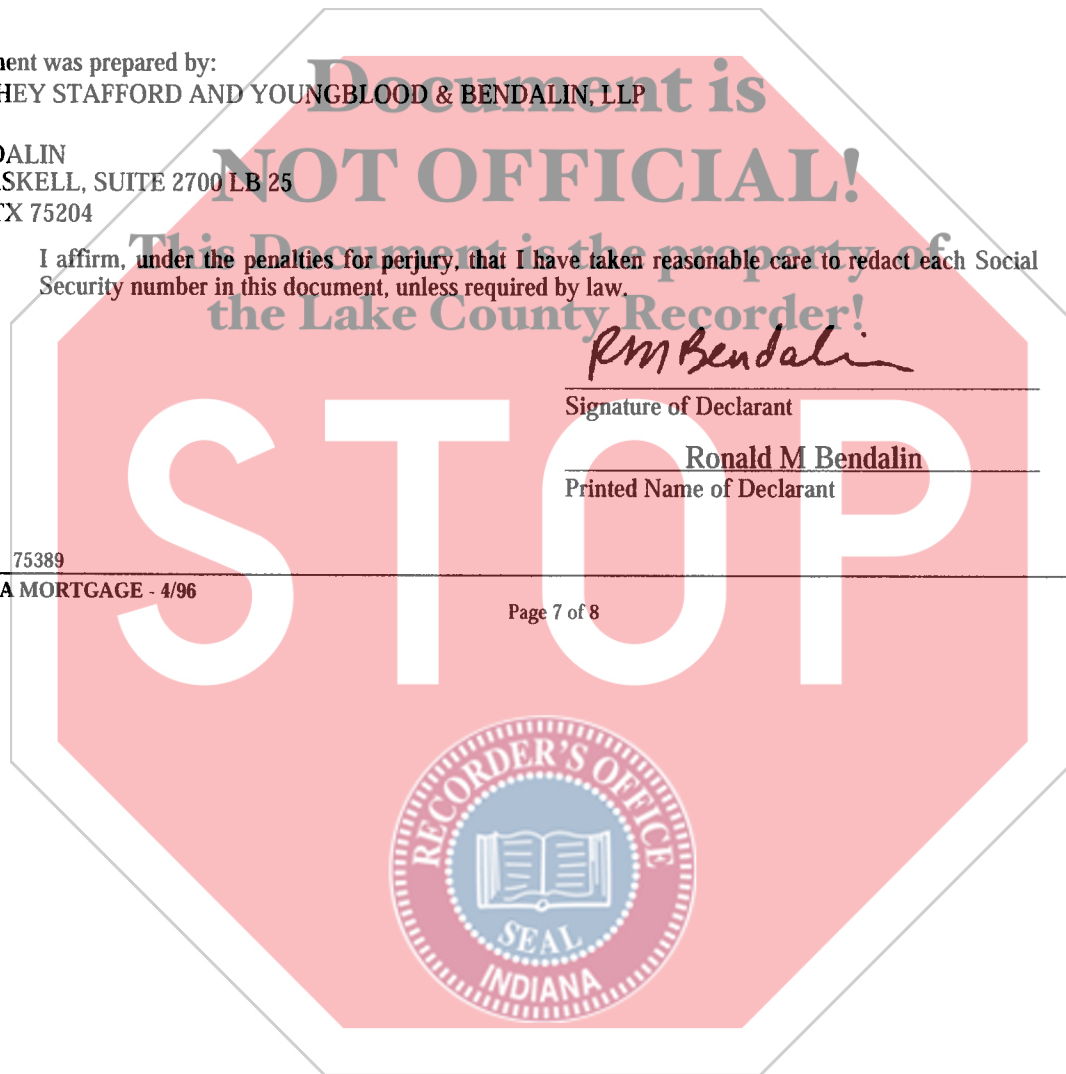 ent was prepared by:
HEY STAFFORD AND YOUNGBLOOD & BENDALIN, LLP
DALIN
SKELL, SUITE 2700 LB 25
TX 75204
Document is
NOT OFFICIAL!
This Document is the property of
the Lake County Recorder!
I affirm, under the penalties for perjury, that I have taken reasonable care to redact each Social
Security number in this document, unless required by law.
RM Bendalin
Signature of Declarant
Ronald M Bendalin
Printed Name of Declarant
STOP
75389
A MORTGAGE - 4/96
Page 7 of 8
RECORDER'S OFFICE
SEAL
INDIANA